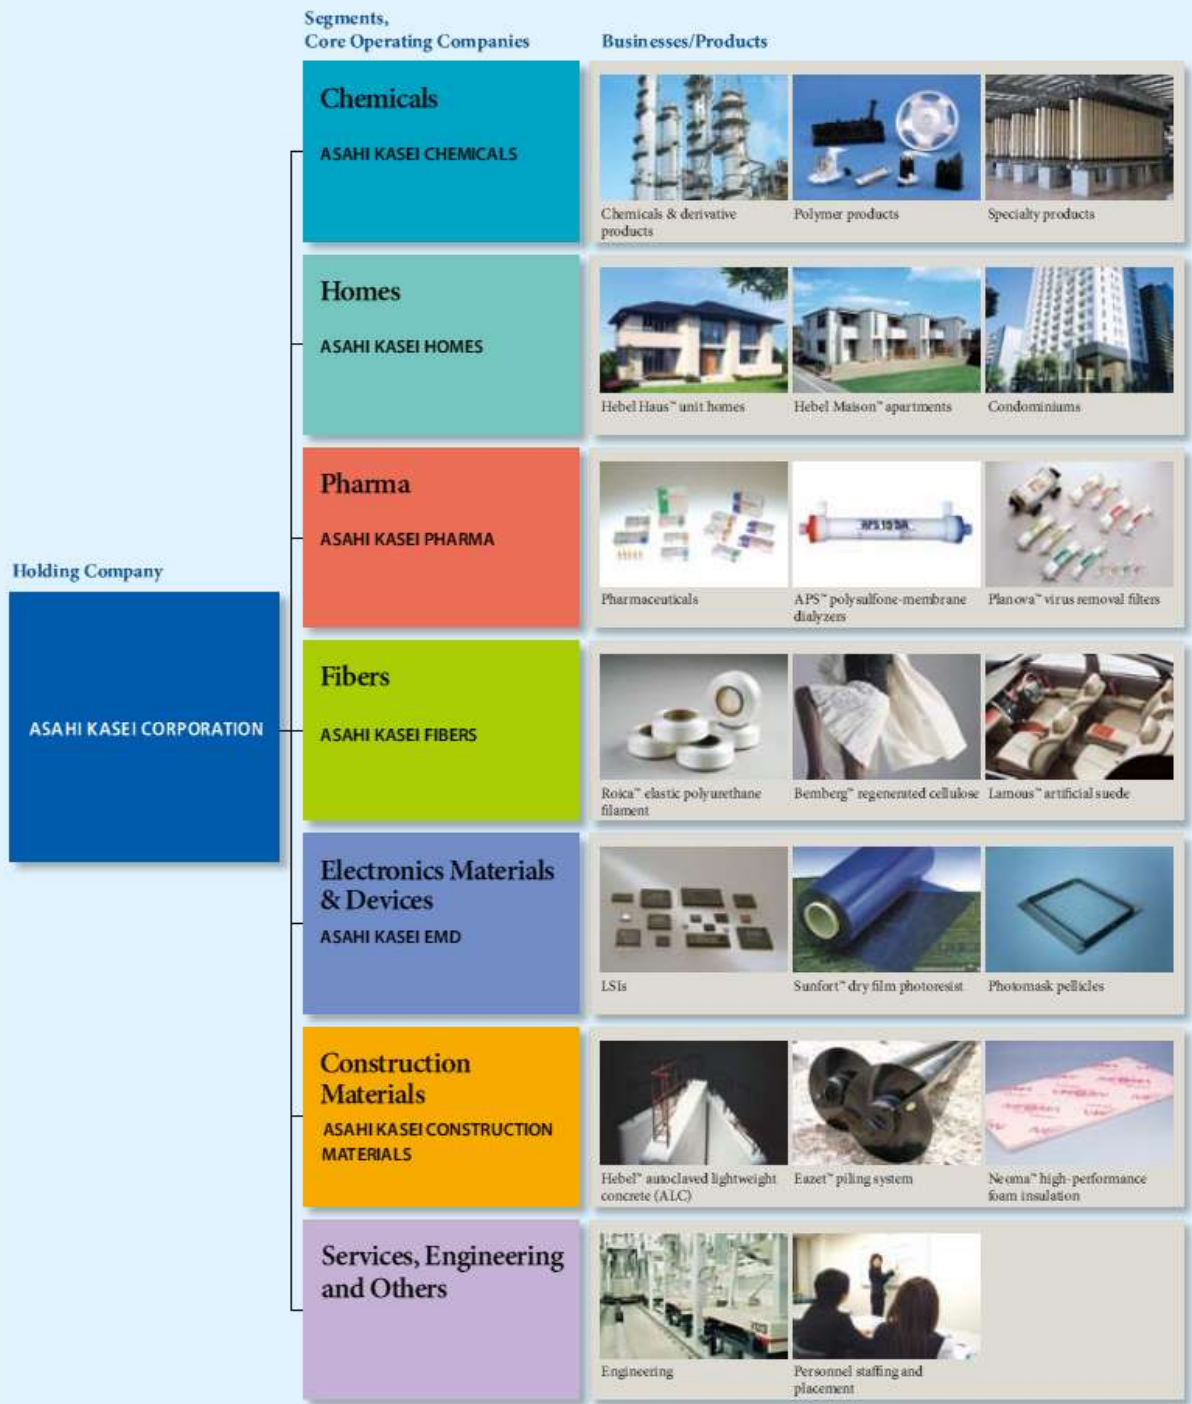 Segments,
Core Operating Companies
Businesses/Products
Chemicals
ASAHI KASEI CHEMICALS
Chemicals & derivative
products
Polymer products
Specialty products
Homes
ASAHI KASEI HOMES
Hebel Haus™ unit homes
Hebel Maison™ apartments
Condominiums
Pharma
ASAHI KASEI PHARMA
Pharmaceuticals
APS™ polysulfone-membrane
dialyzers
Planova™ virus removal filters
Holding Company
ASAHI KASEI CORPORATION
Fibers
ASAHI KASEI FIBERS
Roica™ elastic polyurethane
filament
Bemberg™ regenerated cellulose
Lamous™ artificial suede
Electronics Materials
& Devices
ASAHI KASEI EMD
LSIs
Sunfort™ dry film photoresist
Photomask pellicles
Construction
Materials
ASAHI KASEI CONSTRUCTION
MATERIALS
Hebel™ autoclaved lightweight
concrete (ALC)
Eazet™ piling system
Neoma™ high-performance
foam insulation
Services, Engineering
and Others
Engineering
Personnel staffing and
placement